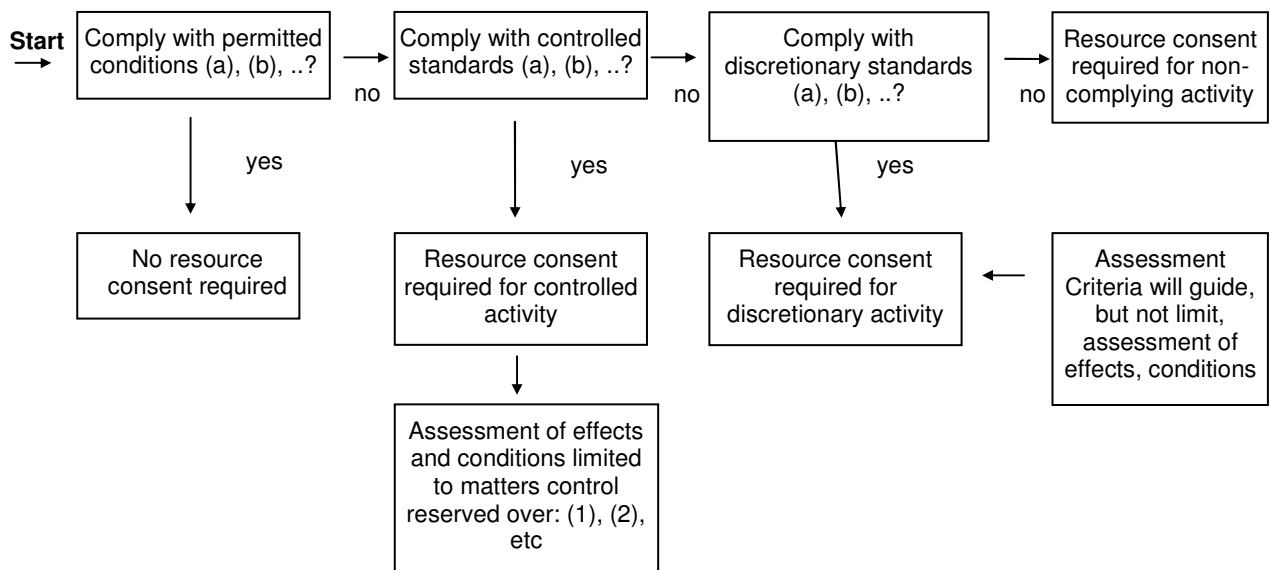 Start
Comply with permitted
conditions (a), (b), ..?
no
Comply with controlled
standards (a), (b), ..?
no
Comply with
discretionary standards
(a), (b), ..?
no
Resource consent
required for non-
complying activity
yes
yes
yes
No resource
consent required
Resource consent
required for controlled
activity
Resource consent
required for
discretionary activity
Assessment
Criteria will guide,
but not limit,
assessment of
effects, conditions
Assessment of effects
and conditions limited
to matters control
reserved over: (1), (2),
etc